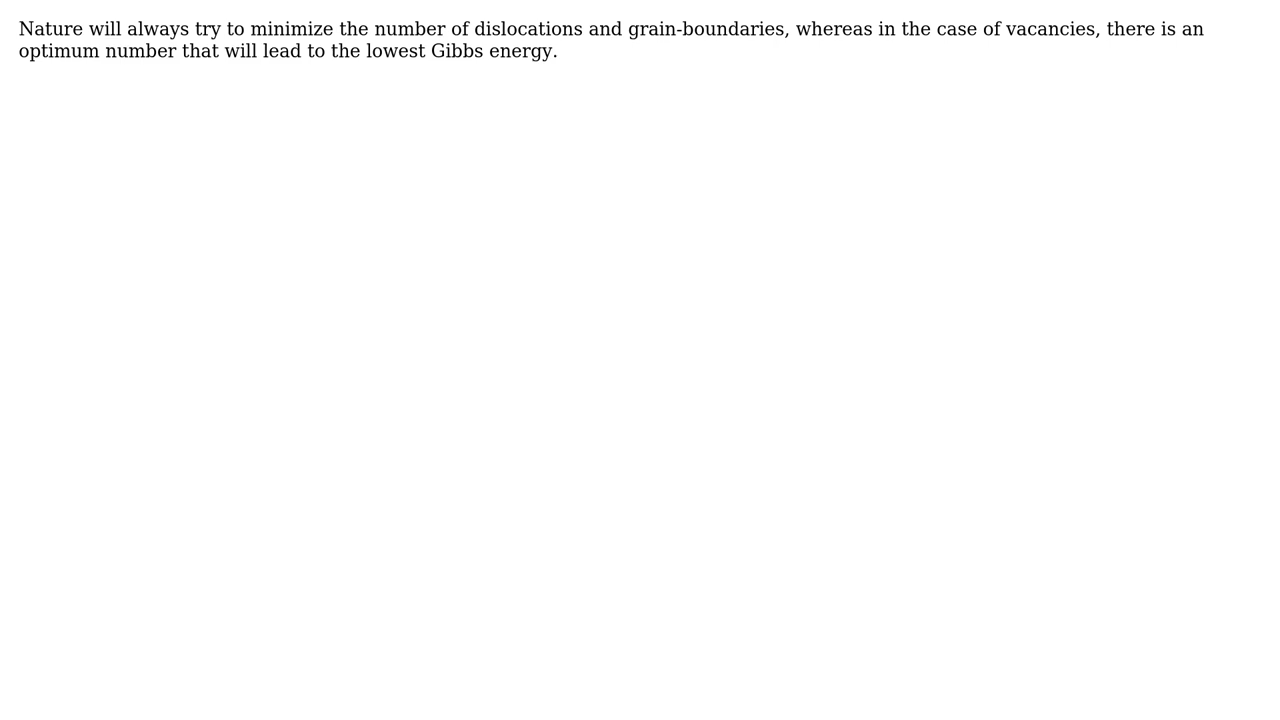 Nature will always try to minimize the number of dislocations and grain-boundaries, whereas in the case of vacancies, there is an
optimum number that will lead to the lowest Gibbs energy.